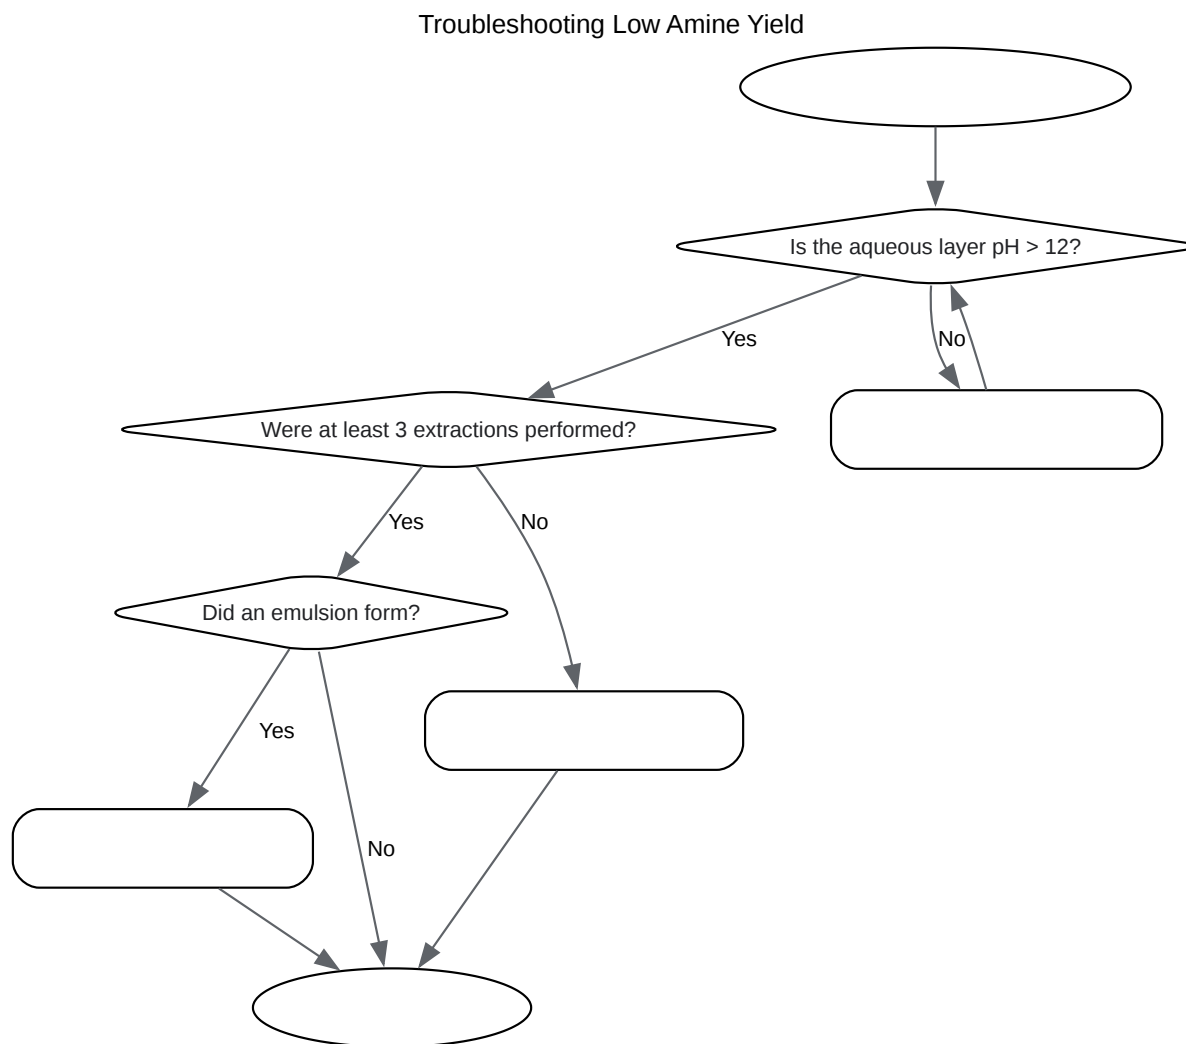 Troubleshooting Low Amine Yield
Is the aqueous layer pH > 12?
Yes
No
Were at least 3 extractions performed?
Yes
No
Did an emulsion form?
Yes
No